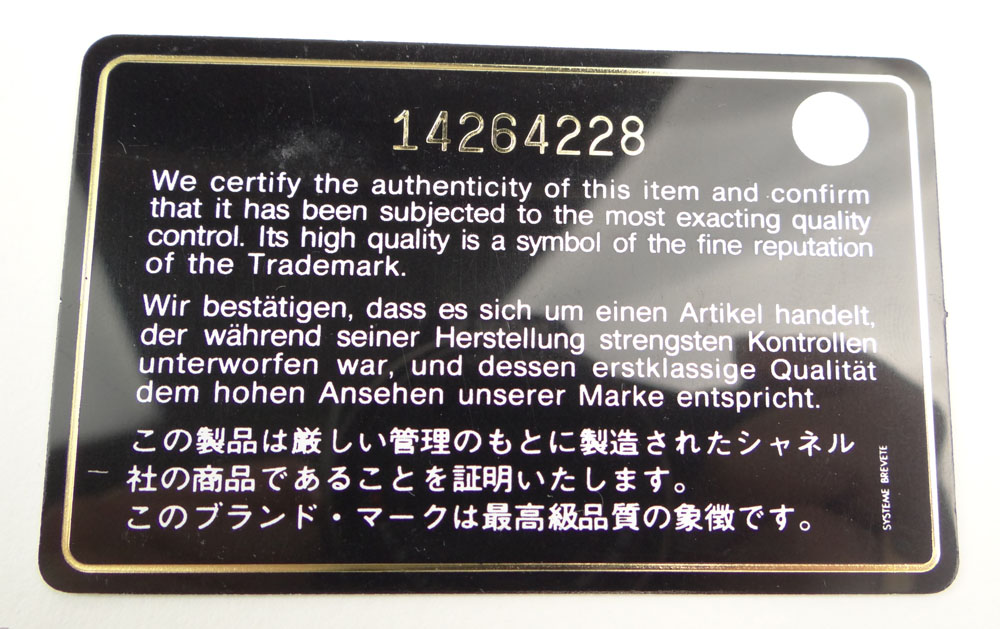 14264228
We certify the authenticity of this item and confirm
that it has been subjected to the most exacting quality
control. Its high quality is a symbol of the fine reputation
of the Trademark.
Wir bestätigen, dass es sich um einen Artikel handelt,
der während seiner Herstellung strengsten Kontrollen
unterworfen war, und dessen erstklassige Qualität
dem hohen Ansehen unserer Marke entspricht.
この製品は厳しい管理のもとに製造されたシャネル
社の商品であることを証明いたします。
このブランド・マークは最高級品質の象徴です。
SYSTEME BREVETE